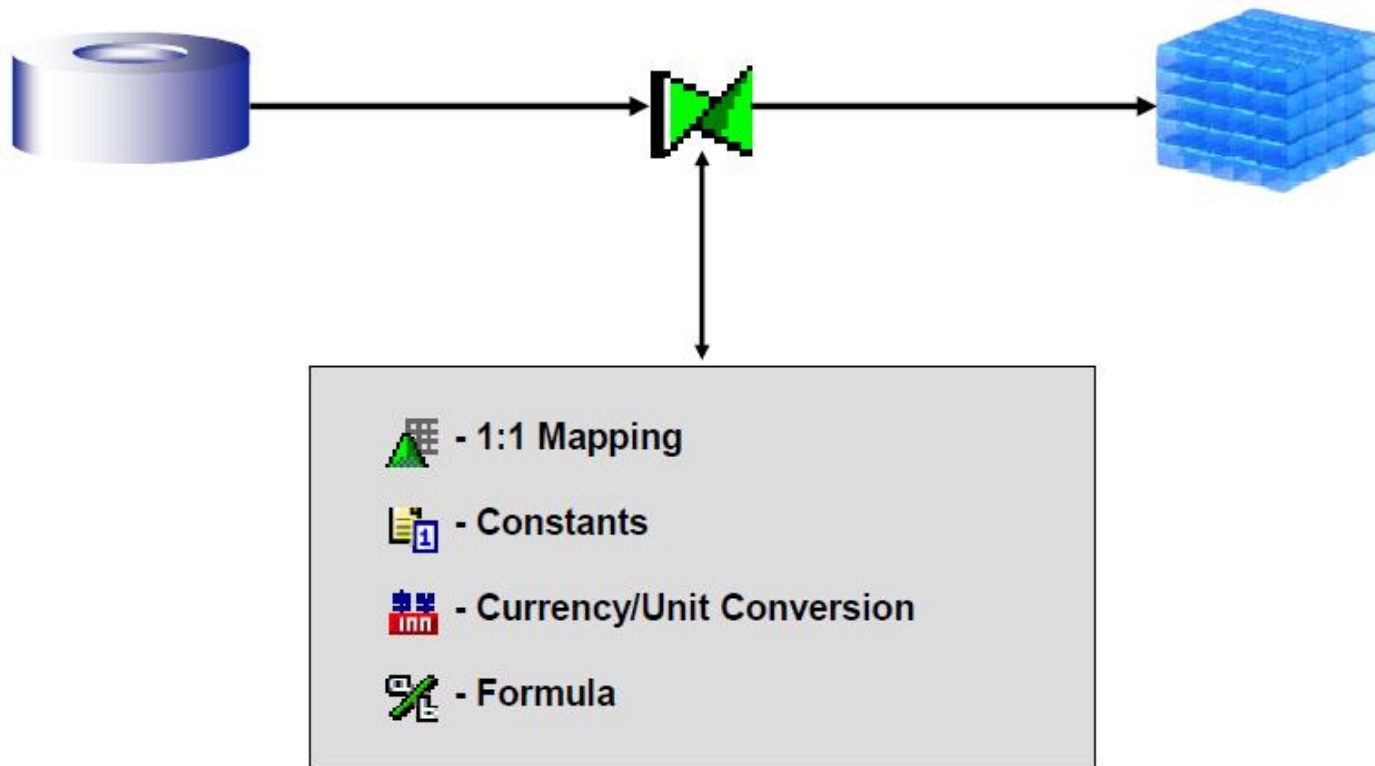 - 1:1 Mapping
- Constants
- Currency/Unit Conversion
- Formula